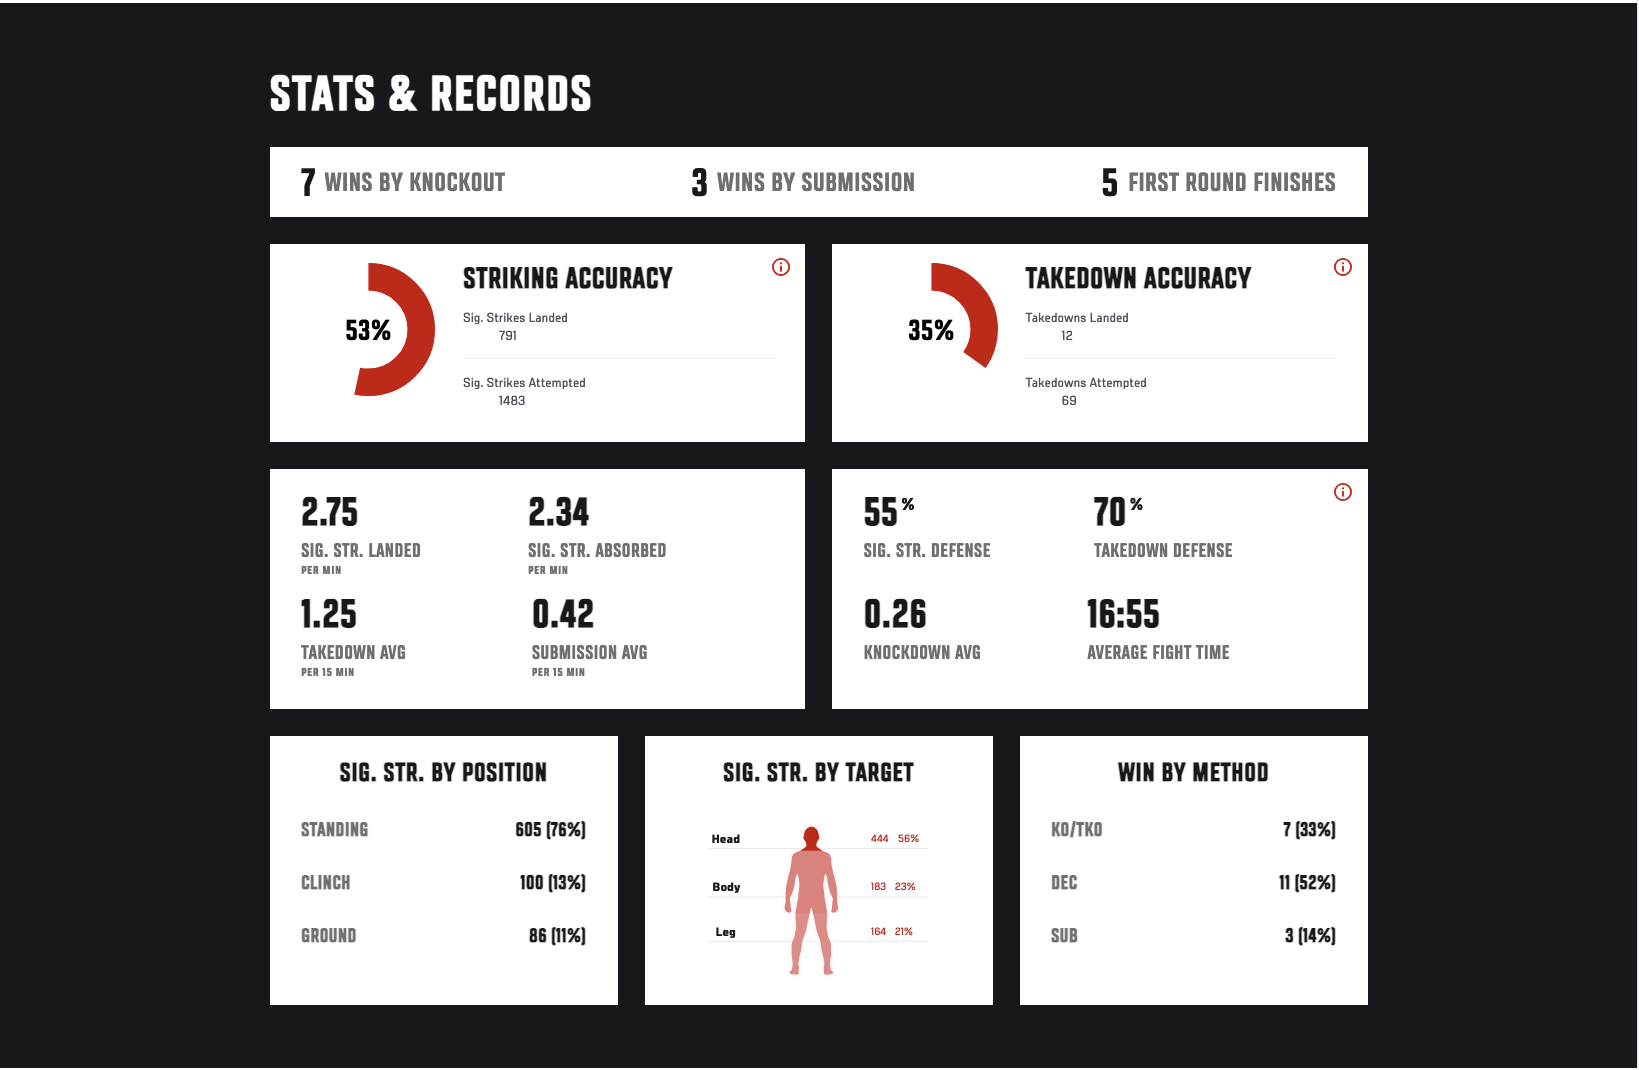 STATS & RECORDS
7 WINS BY KNOCKOUT
3 WINS BY SUBMISSION
5 FIRST ROUND FINISHES
53%
STRIKING ACCURACY
Sig. Strikes Landed
791
Sig. Strikes Attempted
1483
35%
TAKEDOWN ACCURACY
Takedowns Landed
12
Takedowns Attempted
69
2.75
SIG. STR. LANDED
PER MIN
2.34
SIG. STR. ABSORBED
PER MIN
1.25
TAKEDOWN AVG
PER 15 MIN
0.42
SUBMISSION AVG
PER 15 MIN
55%
SIG. STR. DEFENSE
70%
TAKEDOWN DEFENSE
0.26
KNOCKDOWN AVG
16:55
AVERAGE FIGHT TIME
SIG. STR. BY POSITION
STANDING 605 (76%)
CLINCH 100 (13%)
GROUND 86 (11%)
SIG. STR. BY TARGET
Head 444 56%
Body 183 23%
Leg 164 21%
WIN BY METHOD
KO/TKO 7 (33%)
DEC 11 (52%)
SUB 3 (14%)